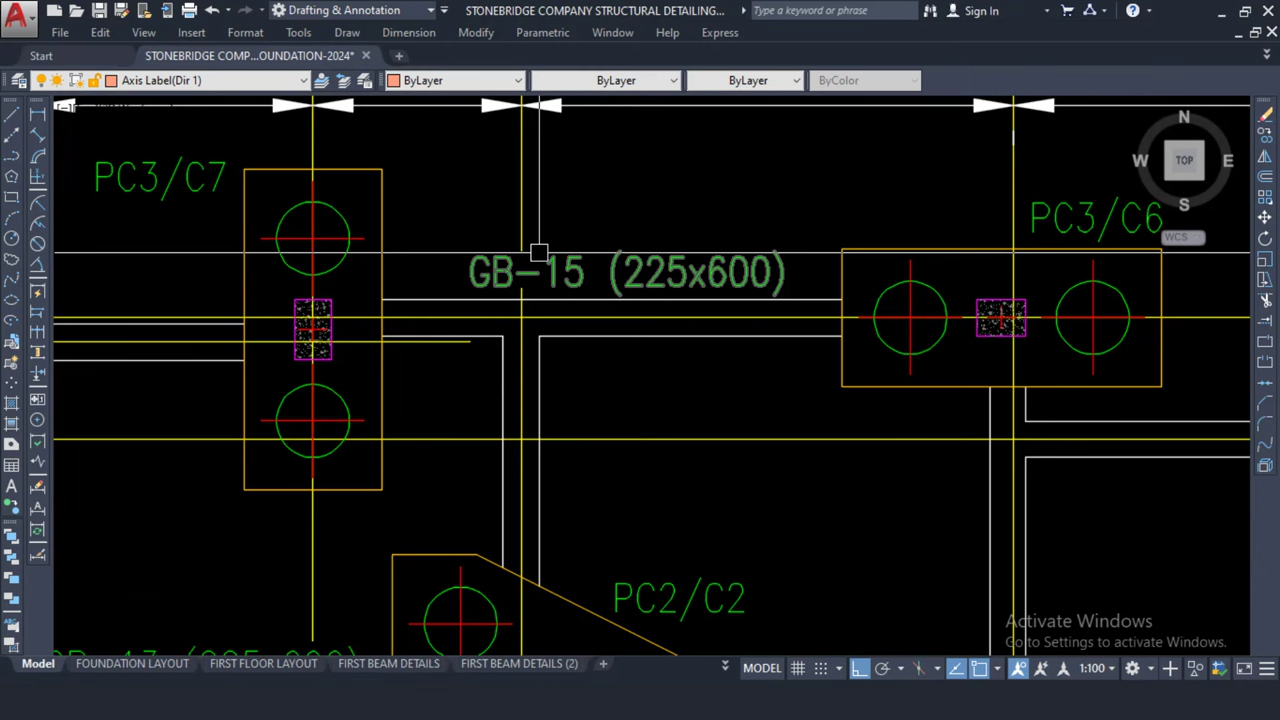 Drafting & Annotation
STONEBRIDGE COMPANY STRUCTURAL DETAILING...
Type a keyword or phrase
Sign In
File Edit View Insert Format Tools Draw Dimension Modify Parametric Window Help Express
Start
STONEBRIDGE COMP...OUNDATION-2024*
Axis Label(Dir 1)
ByLayer
ByLayer
ByLayer
ByColor
N
W TOP E
S
WCS
PC3/C7
PC3/C6
GB-15 (225x600)
PC2/C2
Activate Windows
Go to Settings to activate Windows.
Model FOUNDATION LAYOUT FIRST FLOOR LAYOUT FIRST BEAM DETAILS FIRST BEAM DETAILS (2)
MODEL
1:100